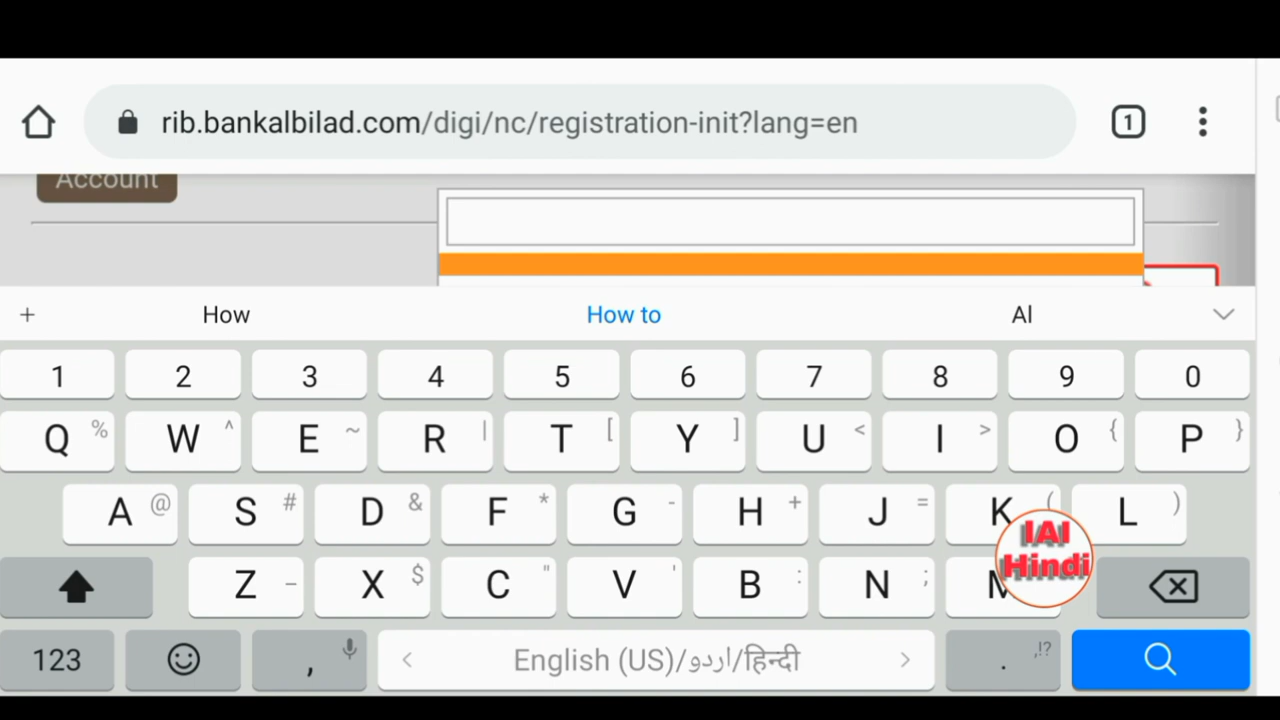 rib.bankalbilad.com/digi/nc/registration-init?lang=en
1
Account
+ How How to Al
1 2 3 4 5 6 7 8 9 0
Q % W ^ E ~ R | T [ Y ] U < I > O { P }
A @ S # D & F * G - H + J = K ( L )
Z _ X $ C " V ' B : N ; M
IAI
Hindi
123 , < English (US)/اردو/हिन्दी > . ,!?